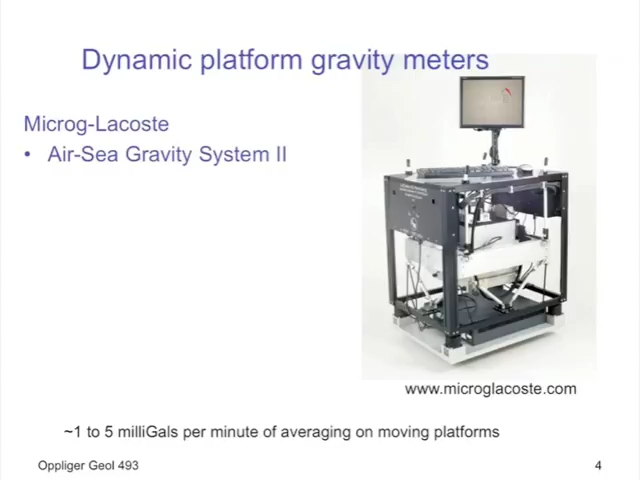 Dynamic platform gravity meters
Microg-Lacoste
• Air-Sea Gravity System II
www.microglacoste.com
~1 to 5 milliGals per minute of averaging on moving platforms
Oppliger Geol 493
4